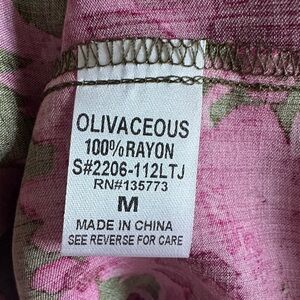 OLIVACEOUS
100%RAYON
S#2206-112LTJ
RN#135773
M
MADE IN CHINA
SEE REVERSE FOR CARE